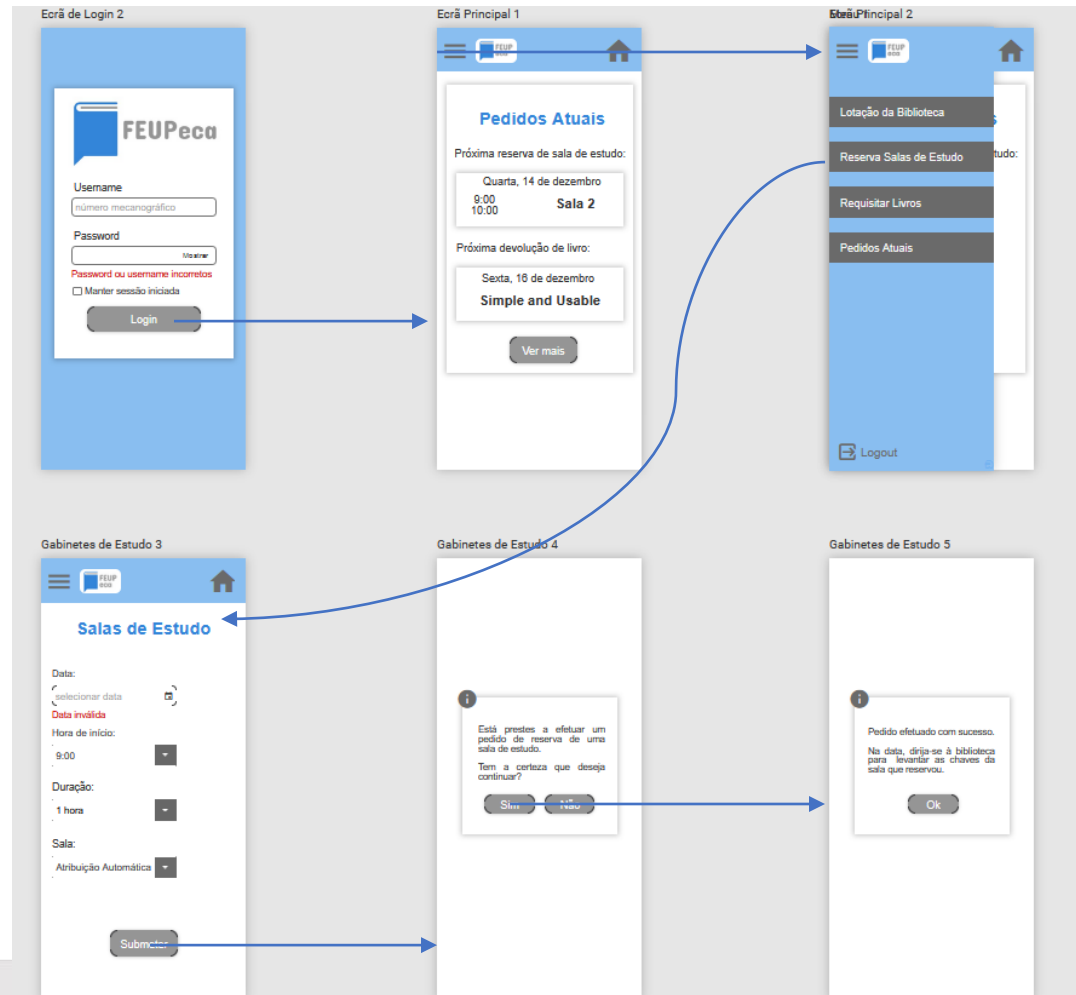 Ecrã de Login 2
FEUPeca
Username
número mecanográfico
Password
Mostrar
Password ou username incorretos
Manter sessão iniciada
Login
Ecrã Principal 1
FEUP
eca
Pedidos Atuais
Próxima reserva de sala de estudo:
Quarta, 14 de dezembro
9:00
10:00
Sala 2
Próxima devolução de livro:
Sexta, 16 de dezembro
Simple and Usable
Ver mais
Ecrã Principal 2
FEUP
eca
Lotação da Biblioteca
s
Reserva Salas de Estudo
tudo:
Requisitar Livros
Pedidos Atuais
Logout
Gabinetes de Estudo 3
FEUP
eca
Salas de Estudo
Data:
selecionar data
Data inválida
Hora de início:
9:00
Duração:
1 hora
Sala:
Atribuição Automática
Submeter
Gabinetes de Estudo 4
i
Está prestes a efetuar um
pedido de reserva de uma
sala de estudo.
Tem a certeza que deseja
continuar?
Sim
Não
Gabinetes de Estudo 5
i
Pedido efetuado com sucesso.
Na data, dirija-se à biblioteca
para levantar as chaves da
sala que reservou.
Ok